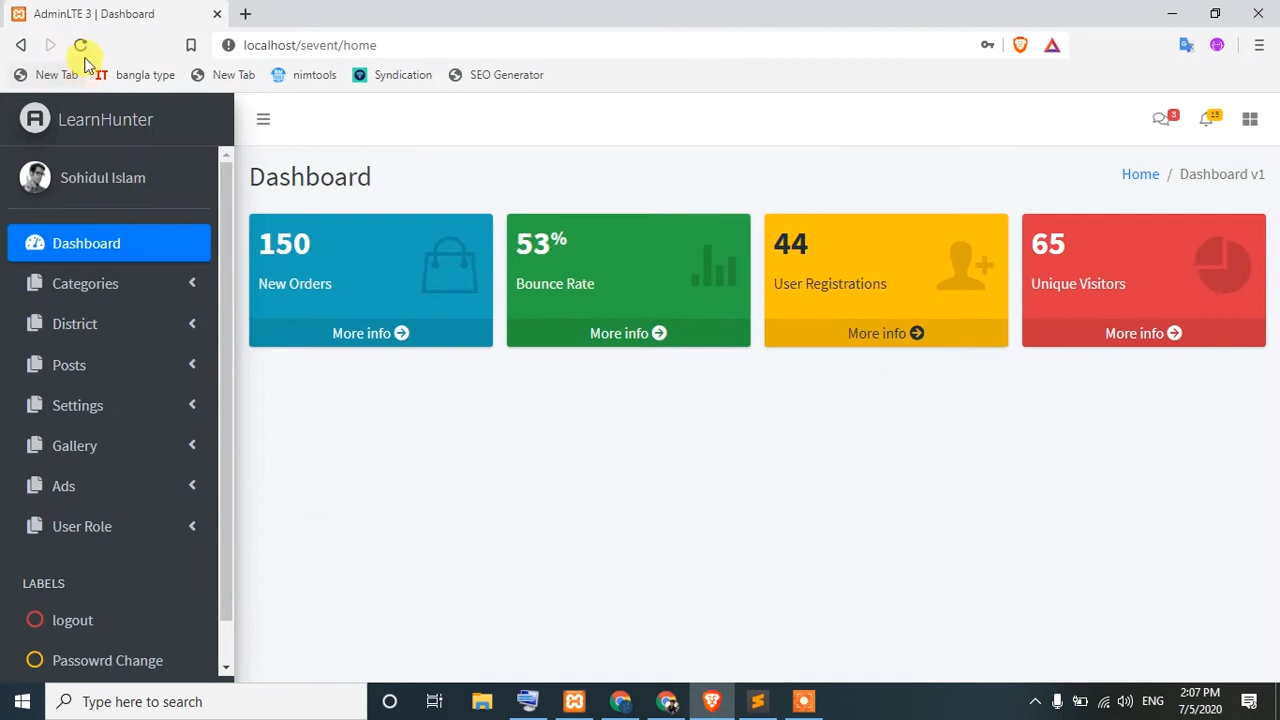 AdminLTE 3 | Dashboard
localhost/sevent/home
New Tab
IT bangla type
New Tab
nimtools
Syndication
SEO Generator
LearnHunter
3
15
Sohidul Islam
Dashboard
Home / Dashboard v1
Dashboard
Categories
District
Posts
Settings
Gallery
Ads
User Role
150
New Orders
More info
53%
Bounce Rate
More info
44
User Registrations
More info
65
Unique Visitors
More info
LABELS
logout
Passowrd Change
Type here to search
ENG
2:07 PM
7/5/2020